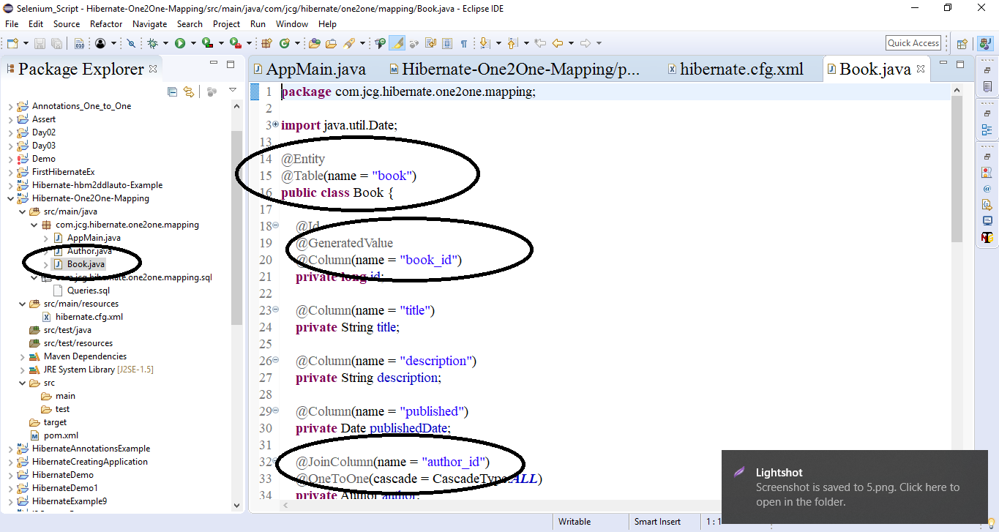 Selenium_Script - Hibernate-One2One-Mapping/src/main/java/com/jcg/hibernate/one2one/mapping/Book.java - Eclipse IDE
File Edit Source Refactor Navigate Search Project Run Window Help
Quick Access
Package Explorer
Annotations_One_to_One
Assert
Day02
Day03
Demo
FirstHibernateEx
Hibernate-hbm2ddlauto-Example
Hibernate-One2One-Mapping
src/main/java
com.jcg.hibernate.one2one.mapping
AppMain.java
Author.java
Book.java
com.jcg.hibernate.one2one.mapping.sql
Queries.sql
src/main/resources
hibernate.cfg.xml
src/test/java
src/test/resources
Maven Dependencies
JRE System Library [J2SE-1.5]
src
main
test
target
pom.xml
HibernateAnnotationsExample
HibernateCreatingApplication
HibernateDemo
HibernateDemo1
HibernateExample9
AppMain.java Hibernate-One2One-Mapping/p... hibernate.cfg.xml Book.java
1 package com.jcg.hibernate.one2one.mapping;
2
3 import java.util.Date;
13
14 @Entity
15 @Table(name = "book")
16 public class Book {
17
18 @Id
19 @GeneratedValue
20 @Column(name = "book_id")
21 private long id;
22
23 @Column(name = "title")
24 private String title;
25
26 @Column(name = "description")
27 private String description;
28
29 @Column(name = "published")
30 private Date publishedDate;
31
32 @JoinColumn(name = "author_id")
33 @OneToOne(cascade = CascadeType.ALL)
34 private Author author;
Lightshot
Screenshot is saved to 5.png. Click here to
open in the folder.
Writable Smart Insert 1 : 1